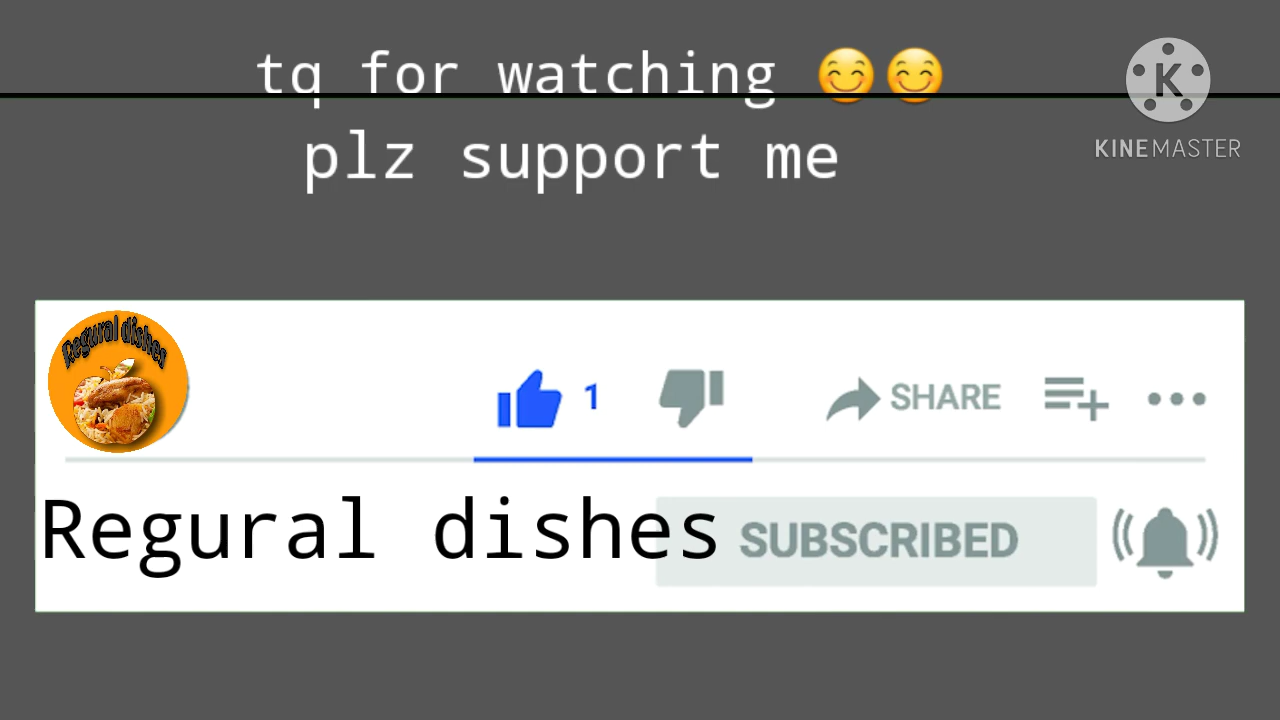 tq for watching 😊😊
plz support me
K
KINEMASTER
Regural dishes
1
SHARE
Regural dishes
SUBSCRIBED